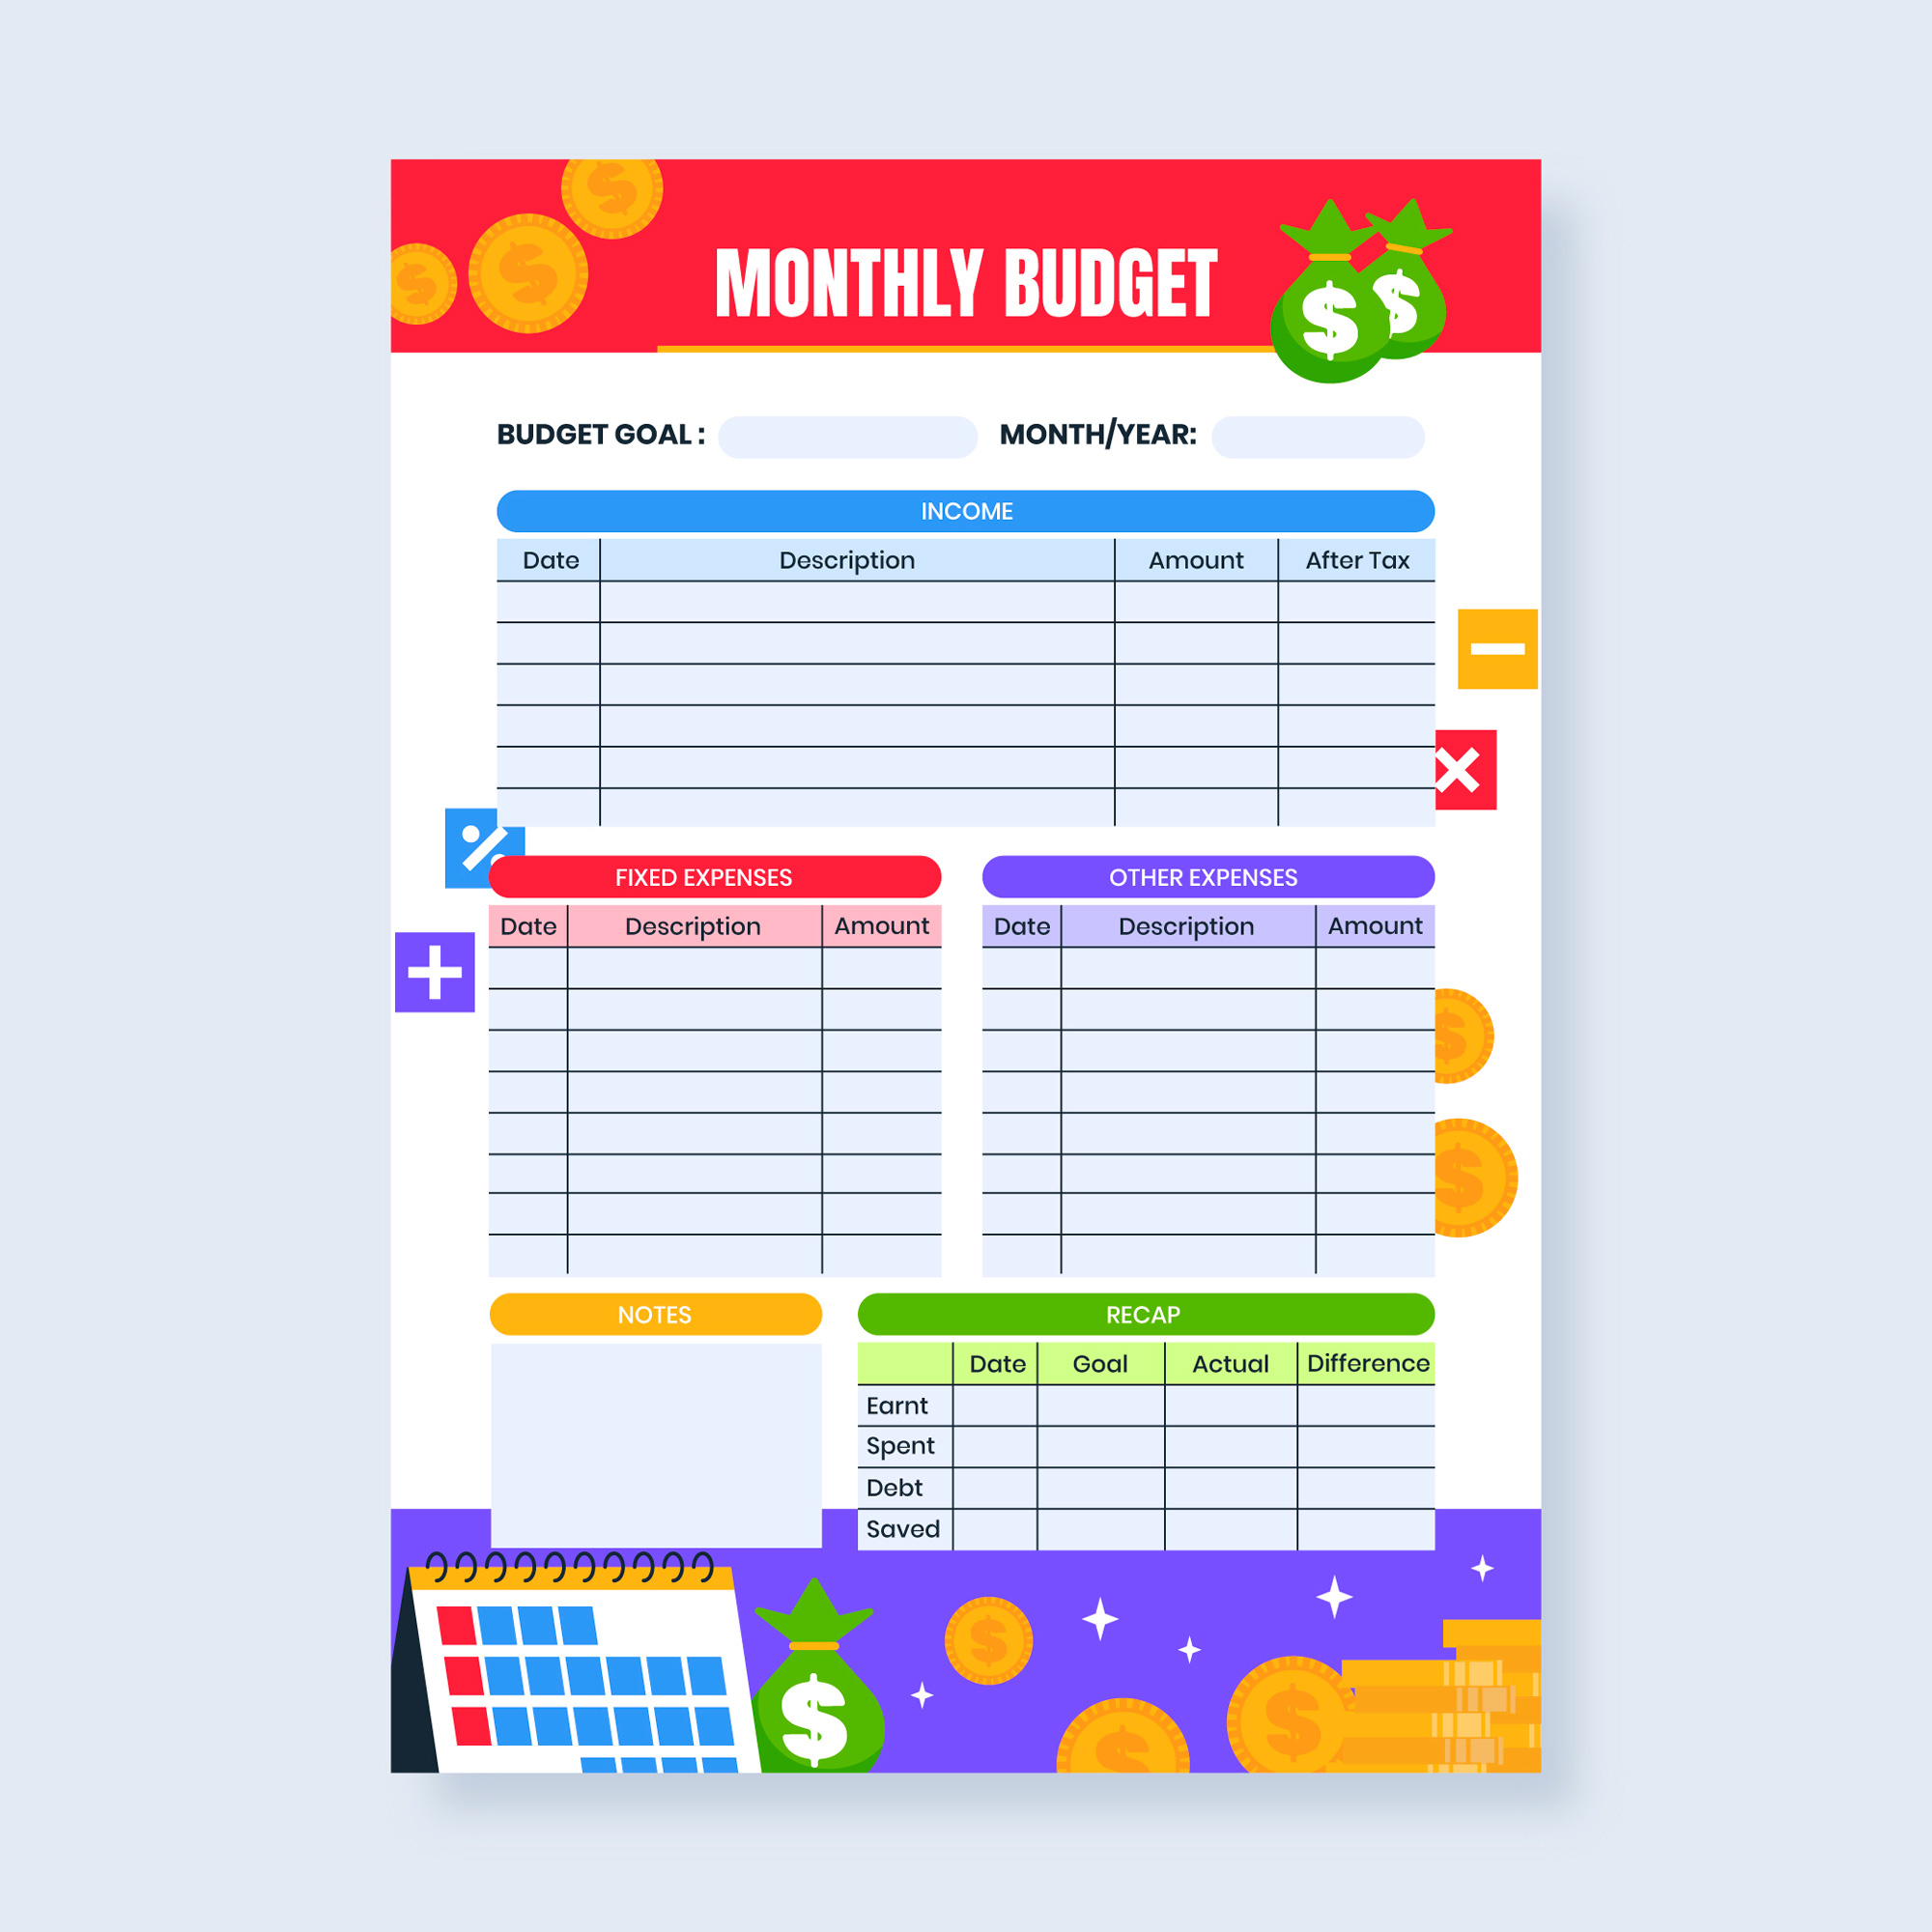 MONTHLY BUDGET
$ $ $ $ $
BUDGET GOAL : MONTH/YEAR:
INCOME
Date Description Amount After Tax
−
×
%
FIXED EXPENSES OTHER EXPENSES
Date Description Amount Date Description Amount
+
$
$
NOTES RECAP
Date Goal Actual Difference
Earnt
Spent
Debt
Saved
$ $ $ $